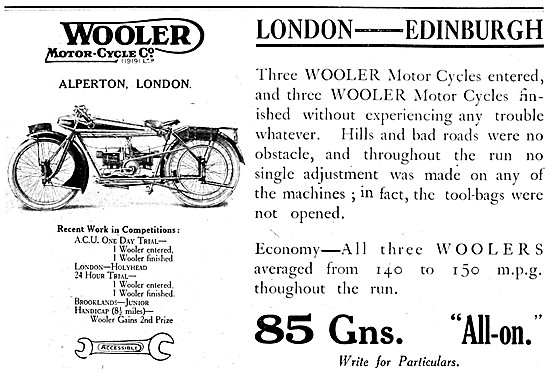 WOOLER
MOTOR-CYCLE Co
(1919) LTD
ALPERTON, LONDON.
Recent Work in Competitions:
A.C.U. ONE DAY TRIAL—
1 Wooler entered,
1 Wooler finished
LONDON—HOLYHEAD
24 HOUR TRIAL—
1 Wooler entered,
1 Wooler finished.
BROOKLANDS—JUNIOR
HANDICAP (8½ miles)—
Wooler Gains 2nd Prize
ACCESSIBLE
LONDON—EDINBURGH
Three WOOLER Motor Cycles entered,
and three WOOLER Motor Cycles fin-
ished without experiencing any trouble
whatever. Hills and bad roads were no
obstacle, and throughout the run no
single adjustment was made on any of
the machines; in fact, the tool-bags were
not opened.
Economy—All three WOOLERS
averaged from 140 to 150 m.p.g.
thoughout the run.
85 Gns. "All-on."
Write for Particulars.